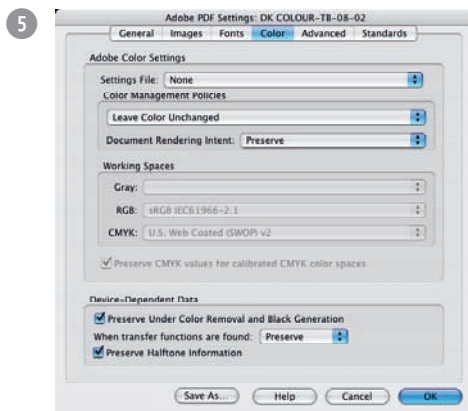 5
Adobe PDF Settings: DK COLOUR-TB-08-02
General Images Fonts Color Advanced Standards
Adobe Color Settings
Settings File: None
Color Management Policies
Leave Color Unchanged
Document Rendering Intent: Preserve
Working Spaces
Gray:
RGB: sRGB IEC61966-2.1
CMYK: U.S. Web Coated (SWOP) v2
Preserve CMYK values for calibrated CMYK color spaces
Device-Dependent Data
Preserve Under Color Removal and Black Generation
When transfer functions are found: Preserve
Preserve Halftone Information
Save As... Help Cancel OK